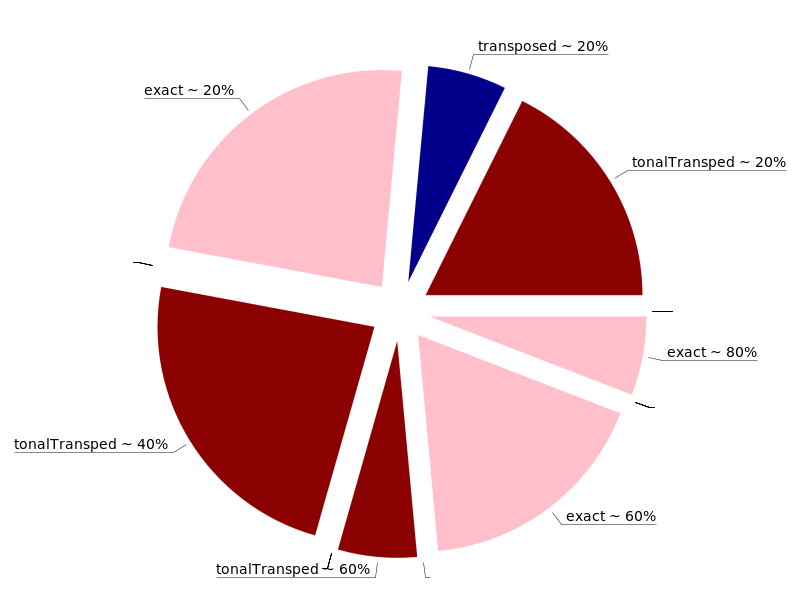 transposed ~ 20%
exact ~ 20%
tonalTransped ~ 20%
exact ~ 80%
tonalTransped ~ 40%
exact ~ 60%
tonalTransped ~ 60%